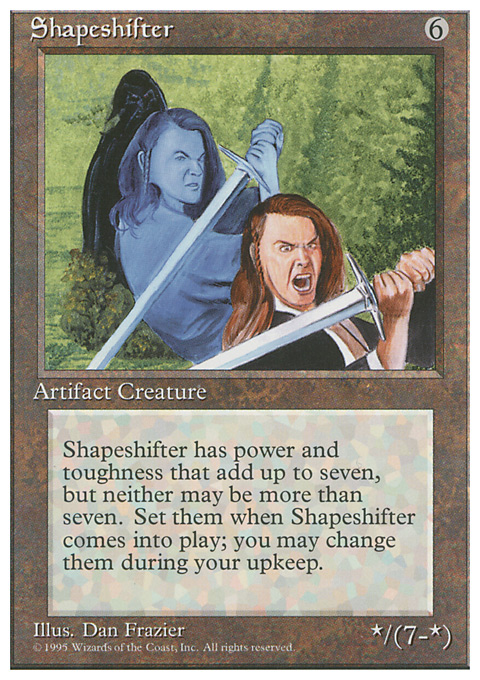 Shapeshifter 6
Artifact Creature
Shapeshifter has power and
toughness that add up to seven,
but neither may be more than
seven. Set them when Shapeshifter
comes into play; you may change
them during your upkeep.
Illus. Dan Frazier
*/(7-*)
© 1995 Wizards of the Coast, Inc. All rights reserved.